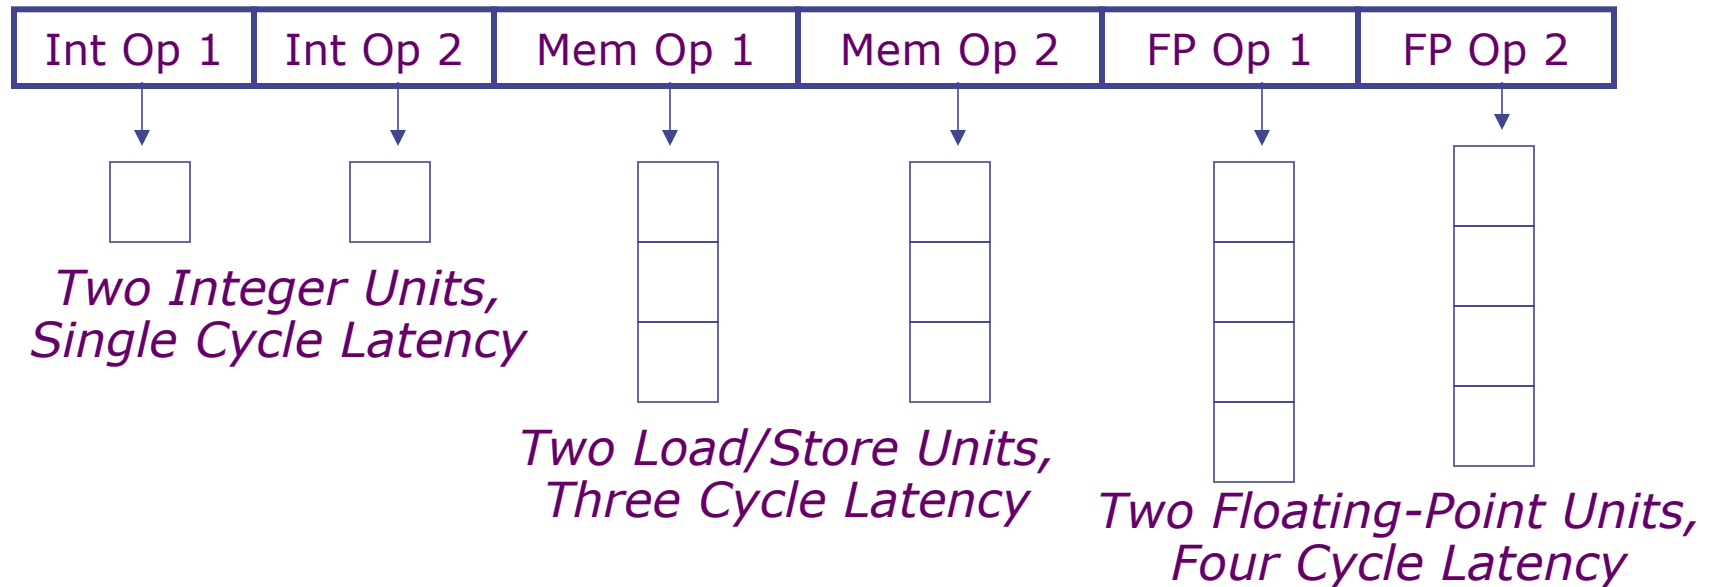 Int Op 1 Int Op 2 Mem Op 1 Mem Op 2 FP Op 1 FP Op 2
Two Integer Units,
Single Cycle Latency
Two Load/Store Units,
Three Cycle Latency
Two Floating-Point Units,
Four Cycle Latency